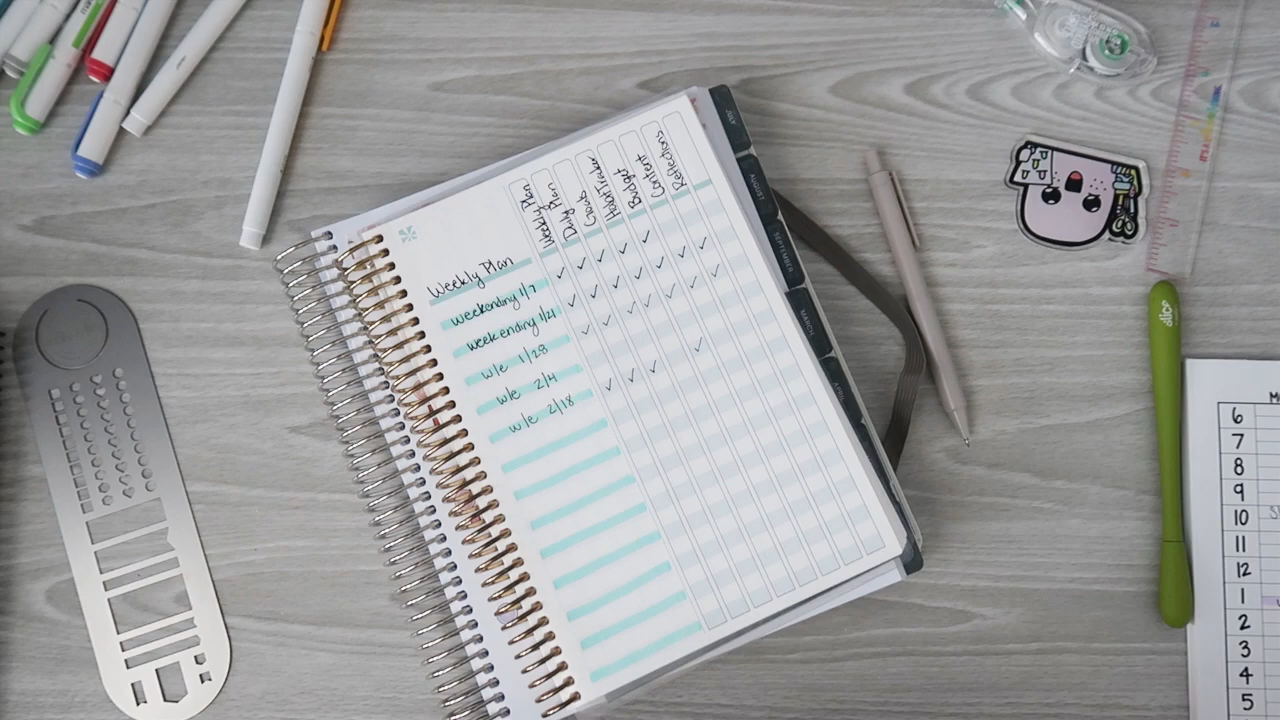 Weekly Plan
Daily Plan
Goals
Habit Tracker
Budget
Content
Reflections
Weekly Plan
Weekending 1/7
Weekending 1/21
w/e 1/28
w/e 2/4
w/e 2/18
JULY
AUGUST
SEPTEMBER
MARCH
APRIL
slice
6
7
8
9
10
11
12
1
2
3
4
5